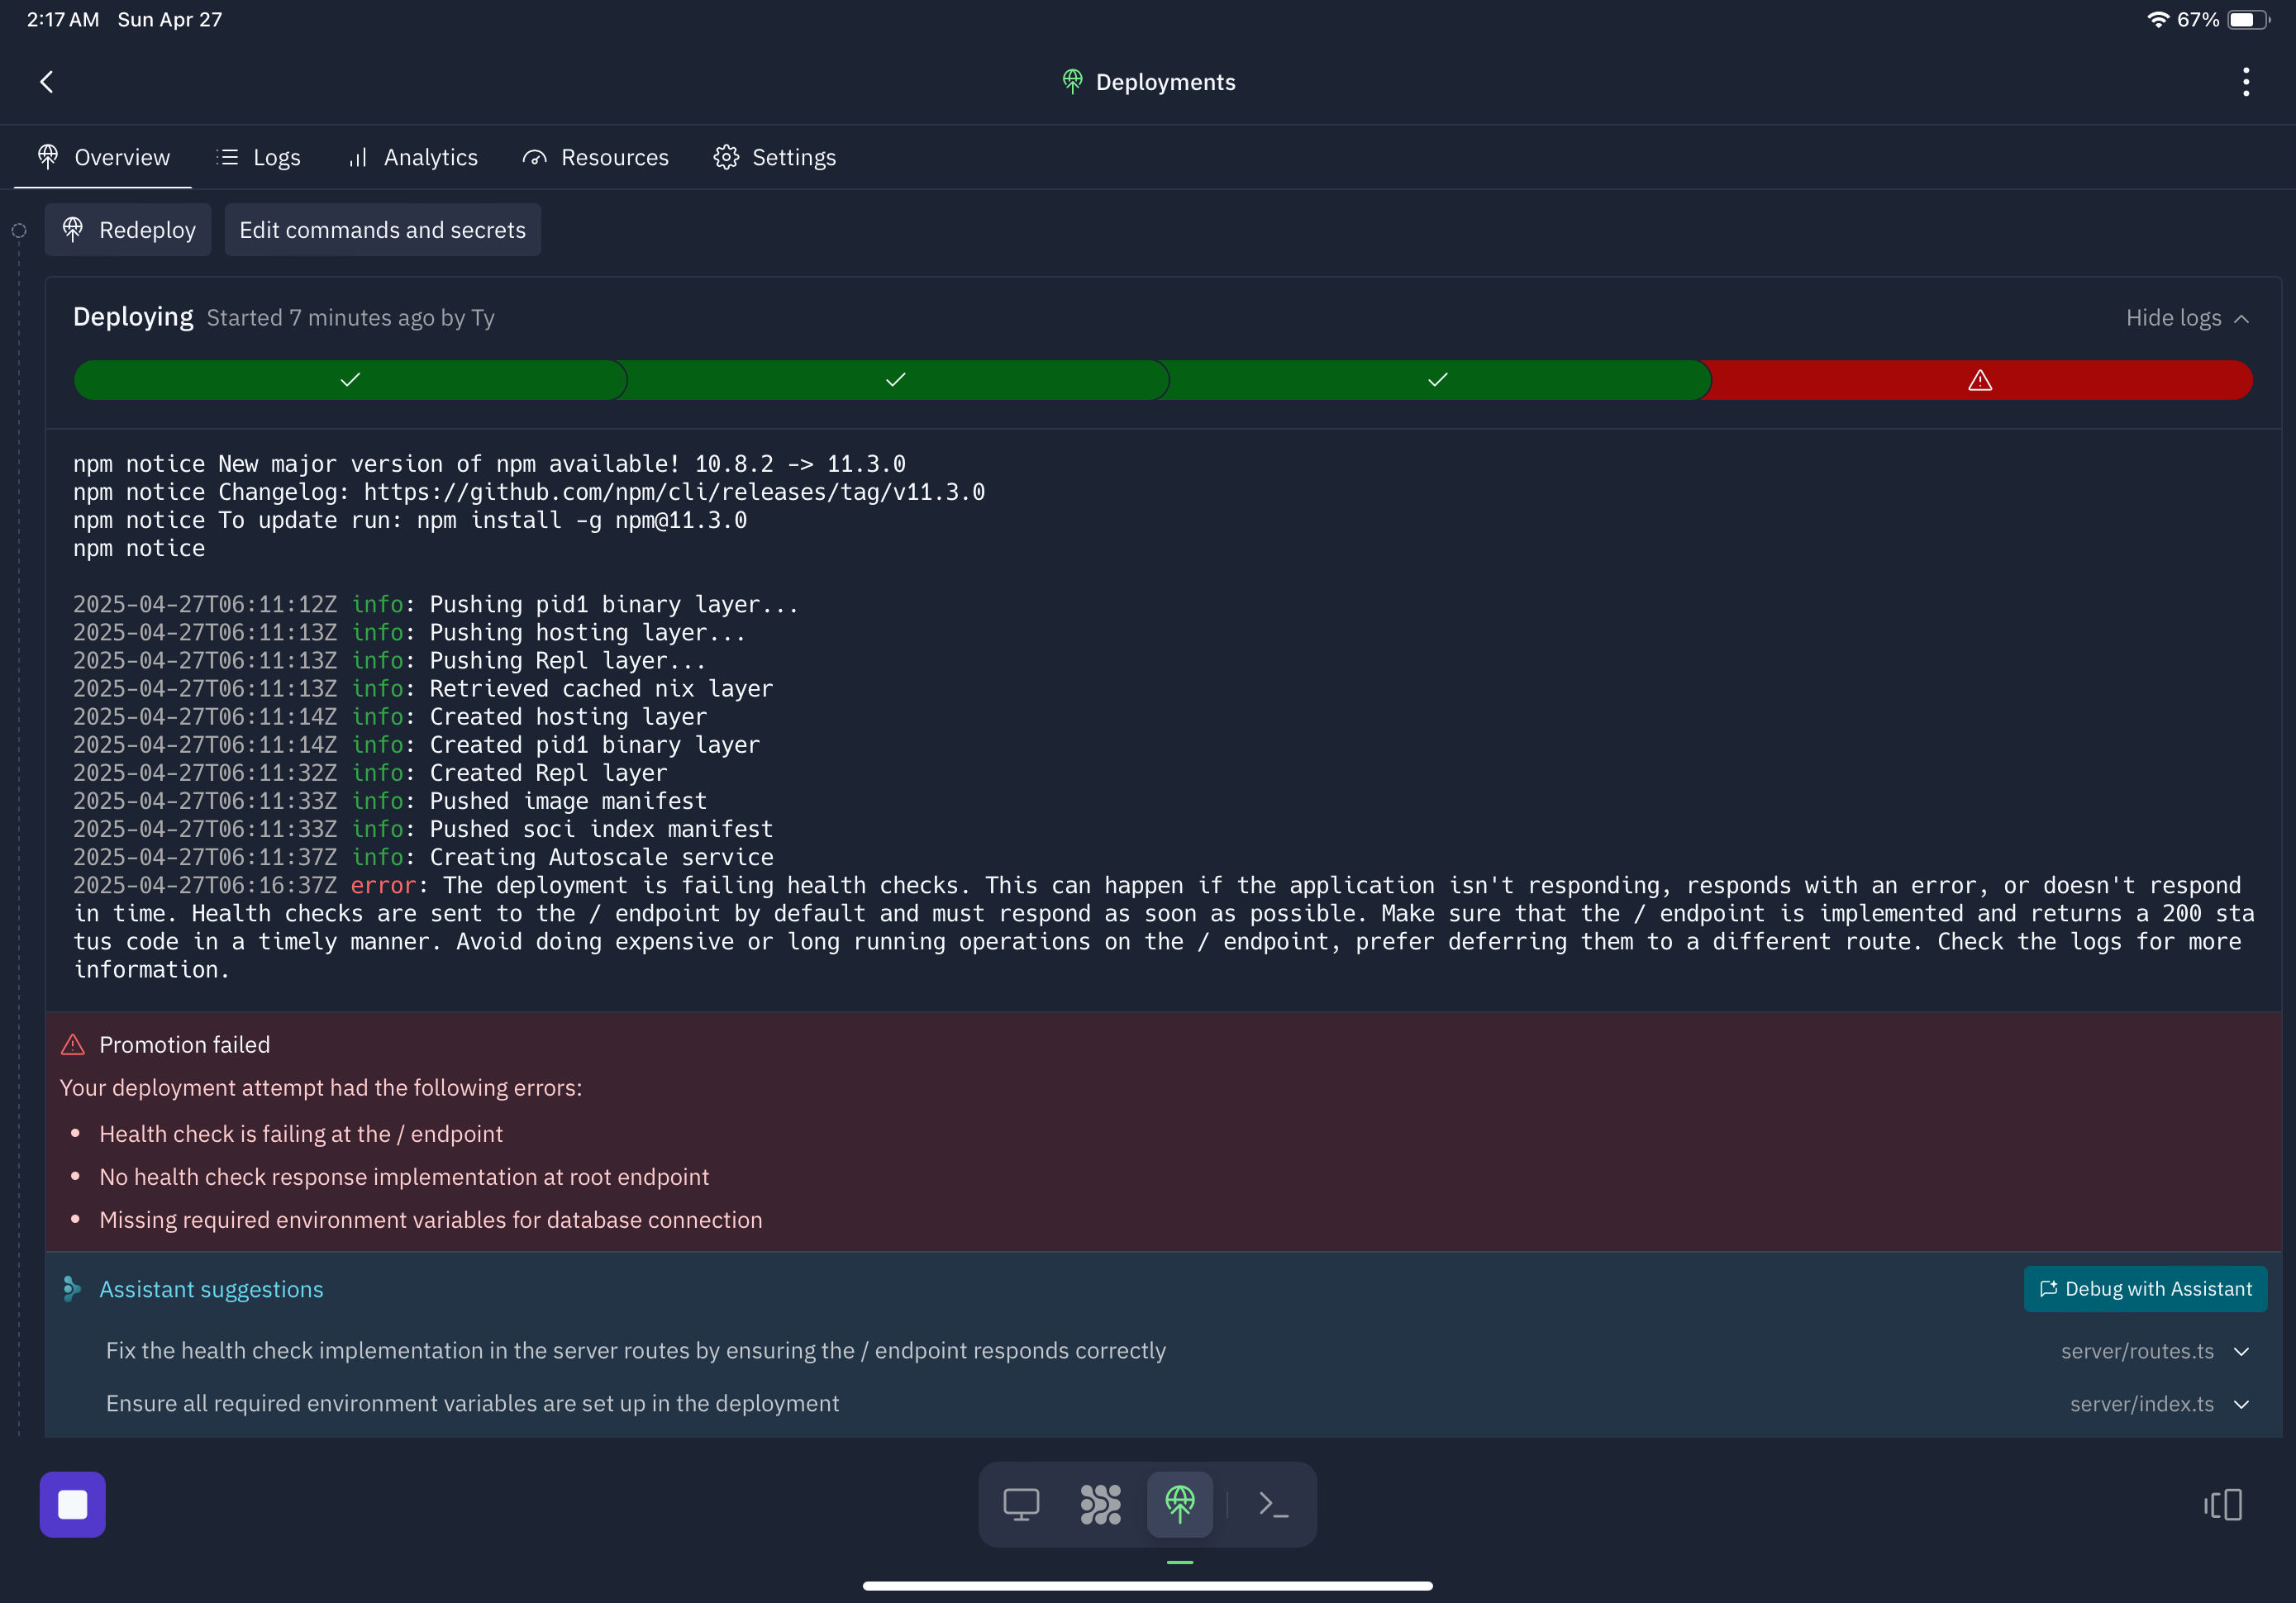 2:17 AM Sun Apr 27
67%
Deployments
Overview Logs Analytics Resources Settings
Redeploy Edit commands and secrets
Deploying Started 7 minutes ago by Ty Hide logs
npm notice New major version of npm available! 10.8.2 -> 11.3.0
npm notice Changelog: https://github.com/npm/cli/releases/tag/v11.3.0
npm notice To update run: npm install -g npm@11.3.0
npm notice
2025-04-27T06:11:12Z info: Pushing pid1 binary layer...
2025-04-27T06:11:13Z info: Pushing hosting layer...
2025-04-27T06:11:13Z info: Pushing Repl layer...
2025-04-27T06:11:13Z info: Retrieved cached nix layer
2025-04-27T06:11:14Z info: Created hosting layer
2025-04-27T06:11:14Z info: Created pid1 binary layer
2025-04-27T06:11:32Z info: Created Repl layer
2025-04-27T06:11:33Z info: Pushed image manifest
2025-04-27T06:11:33Z info: Pushed soci index manifest
2025-04-27T06:11:37Z info: Creating Autoscale service
2025-04-27T06:16:37Z error: The deployment is failing health checks. This can happen if the application isn't responding, responds with an error, or doesn't respond
in time. Health checks are sent to the / endpoint by default and must respond as soon as possible. Make sure that the / endpoint is implemented and returns a 200 sta
tus code in a timely manner. Avoid doing expensive or long running operations on the / endpoint, prefer deferring them to a different route. Check the logs for more
information.
Promotion failed
Your deployment attempt had the following errors:
• Health check is failing at the / endpoint
• No health check response implementation at root endpoint
• Missing required environment variables for database connection
Assistant suggestions Debug with Assistant
Fix the health check implementation in the server routes by ensuring the / endpoint responds correctly server/routes.ts
Ensure all required environment variables are set up in the deployment server/index.ts